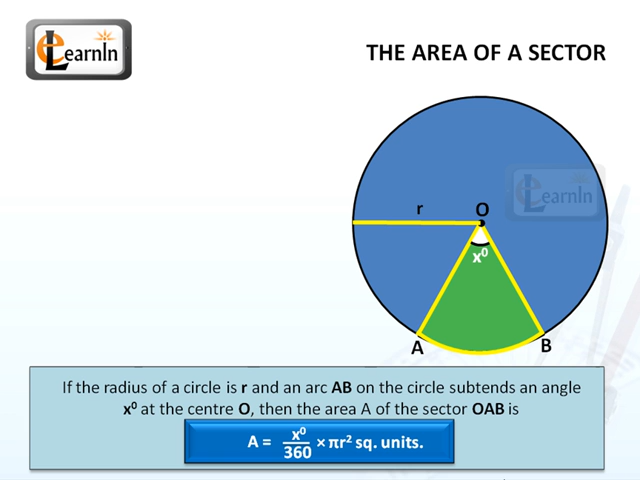 eLearnIn
THE AREA OF A SECTOR
eLearnIn
r
O
x⁰
A
B
If the radius of a circle is r and an arc AB on the circle subtends an angle
x⁰ at the centre O, then the area A of the sector OAB is
A = x⁰/360 × πr² sq. units.